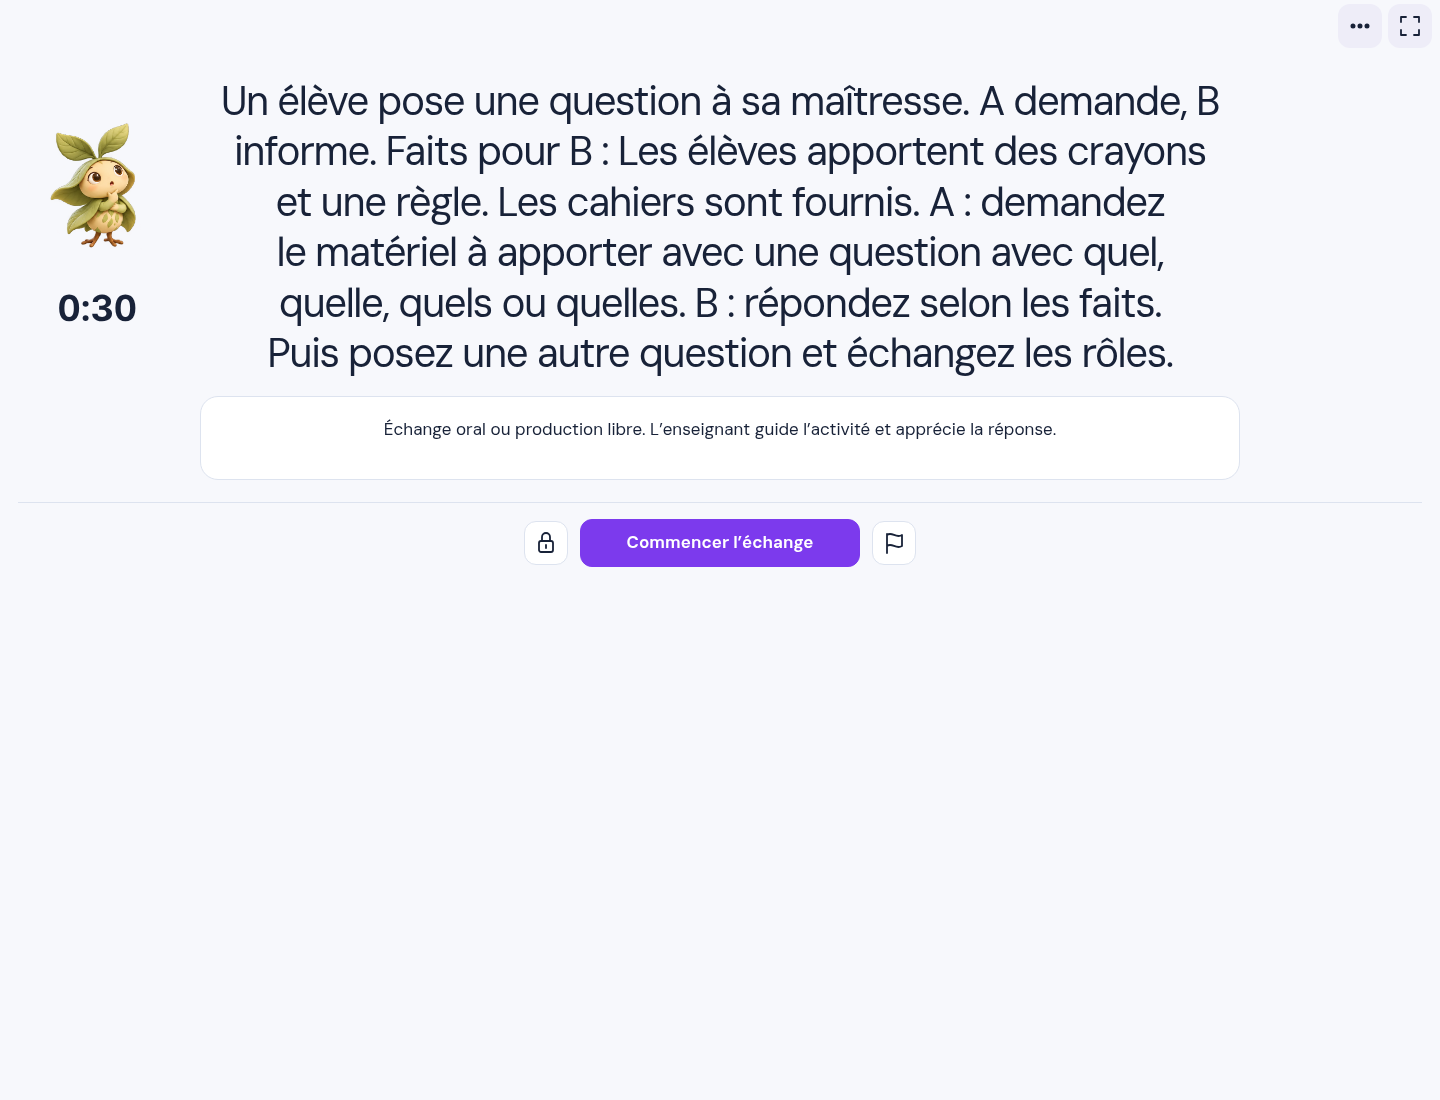 Un élève pose une question à sa maîtresse. A demande, B
informe. Faits pour B : Les élèves apportent des crayons
et une règle. Les cahiers sont fournis. A : demandez
le matériel à apporter avec une question avec quel,
quelle, quels ou quelles. B : répondez selon les faits.
Puis posez une autre question et échangez les rôles.
0:30
Échange oral ou production libre. L’enseignant guide l’activité et apprécie la réponse.
Commencer l’échange